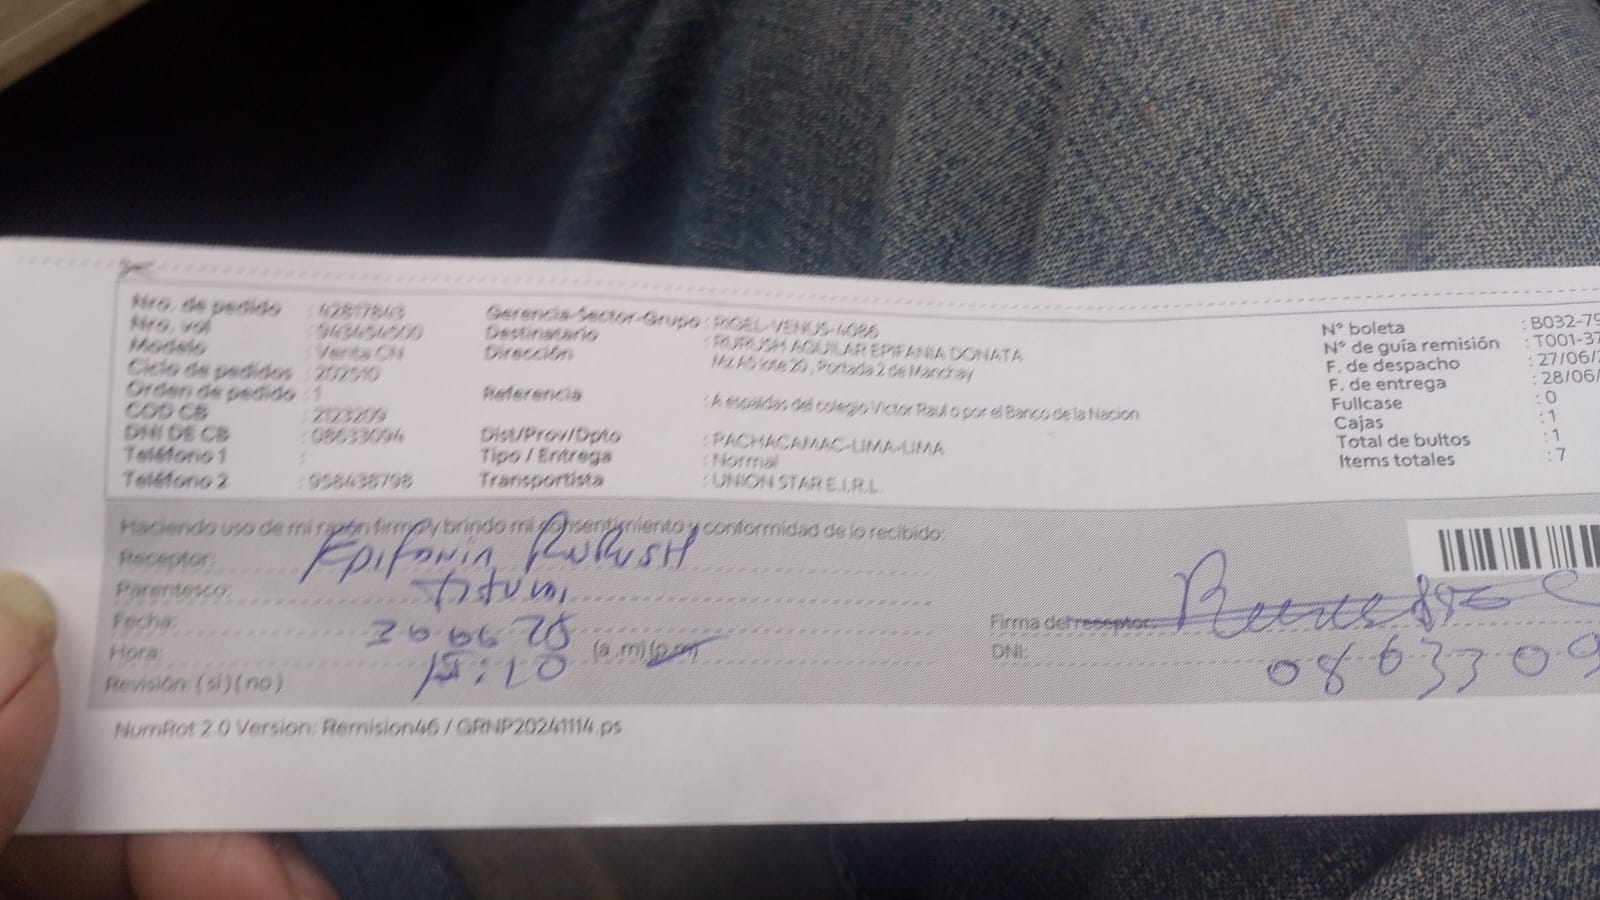 Nro. de pedido : 42817843
Nro. vol : 943454500
Modelo : Venta CN
Ciclo de pedidos : 202510
Orden de pedido : 1
COD CB : 2123209
DNI DE CB : 08633094
Teléfono 1 :
Teléfono 2 : 958438798
Gerencia-Sector-Grupo : RIGEL-VENUS-4086
Destinatario : RURUSH AGUILAR EPIFANIA DONATA
Dirección Mz A5 lote 20 , Portada 2 de Manchay
Referencia : A espaldas del colegio Victor Raul o por el Banco de la Nacion
Dist/Prov/Dpto : PACHACAMAC-LIMA-LIMA
Tipo / Entrega : Normal
Transportista : UNION STAR E.I.R.L.
N° boleta : B032-79
N° de guía remisión : T001-37
F. de despacho : 27/06/
F. de entrega : 28/06/
Fullcase : 0
Cajas : 1
Total de bultos : 1
Items totales : 7
Haciendo uso de mi razón firmo y brindo mi consentimiento y conformidad de lo recibido:
Receptor: Epifania RURUSH
Parentesco:
Fecha: 30 06 25
Hora: 15:10 (a .m) (p.m)
Revisión: ( si ) ( no )
Firma del receptor:
DNI: 0863309
NumRot 2.0 Version: Remision46 / GRNP20241114.ps